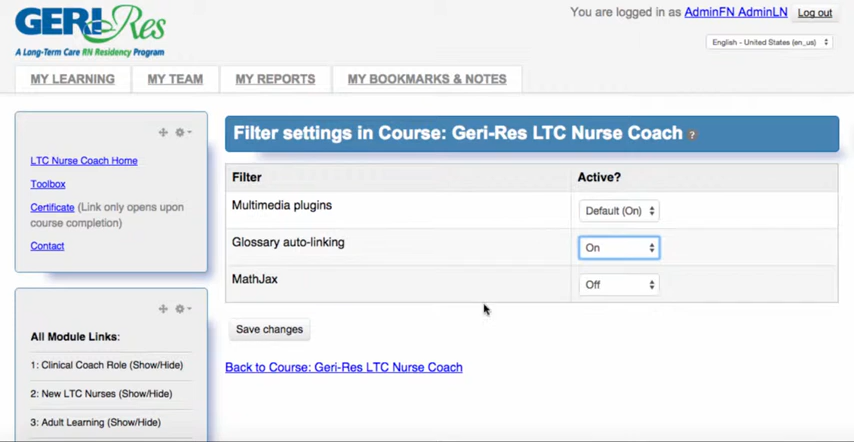 GERI-Res
A Long-Term Care RN Residency Program
You are logged in as AdminFN AdminLN Log out
English - United States (en_us)
MY LEARNING MY TEAM MY REPORTS MY BOOKMARKS & NOTES
LTC Nurse Coach Home
Toolbox
Certificate (Link only opens upon
course completion)
Contact
All Module Links:
1: Clinical Coach Role (Show/Hide)
2: New LTC Nurses (Show/Hide)
3: Adult Learning (Show/Hide)
Filter settings in Course: Geri-Res LTC Nurse Coach ?
Filter Active?
Multimedia plugins Default (On)
Glossary auto-linking On
MathJax Off
Save changes
Back to Course: Geri-Res LTC Nurse Coach